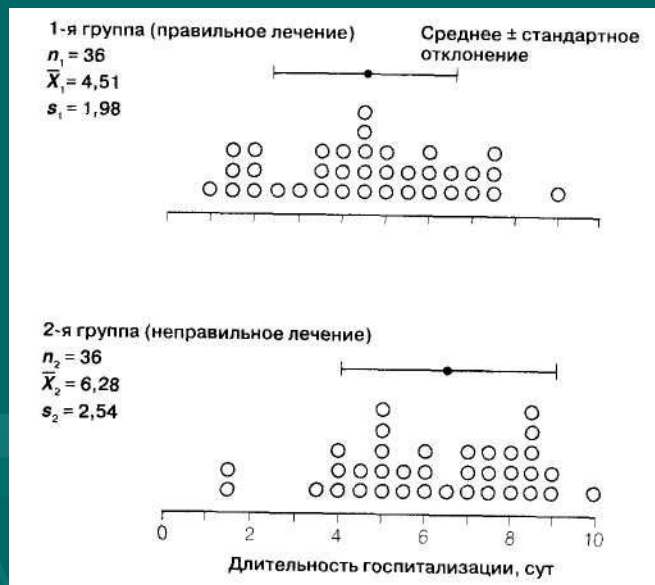 1-я группа (правильное лечение)
n₁ = 36
X̅₁ = 4,51
s₁ = 1,98
Среднее ± стандартное
отклонение
2-я группа (неправильное лечение)
n₂ = 36
X̅₂ = 6,28
s₂ = 2,54
0 2 4 6 8 10
Длительность госпитализации, сут